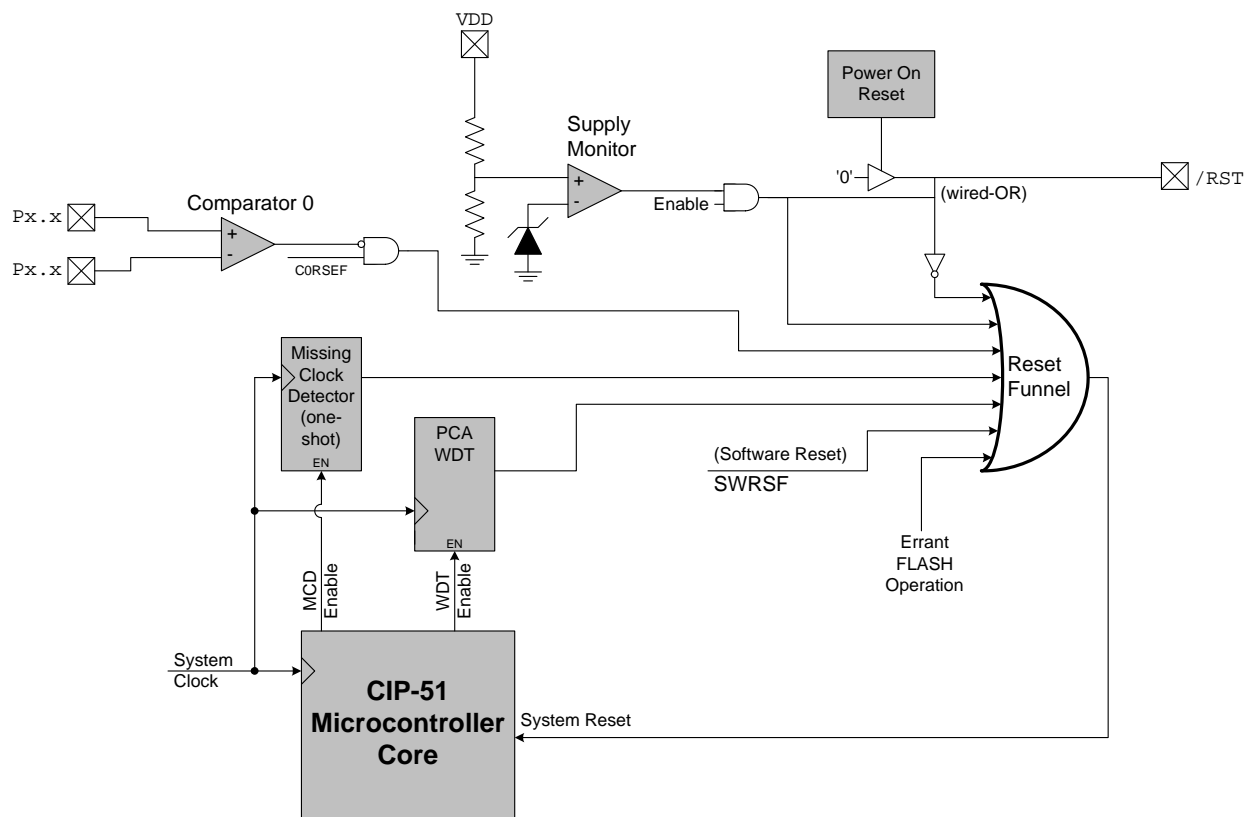 VDD
Power On
Reset
Supply
Monitor
+
-
Enable
'0'
(wired-OR)
/RST
Px.x
Px.x
Comparator 0
+
-
C0RSEF
Missing
Clock
Detector
(one-
shot)
EN
PCA
WDT
EN
Reset
Funnel
(Software Reset)
SWRSF
Errant
FLASH
Operation
MCD
Enable
WDT
Enable
System
Clock
CIP-51
Microcontroller
Core
System Reset